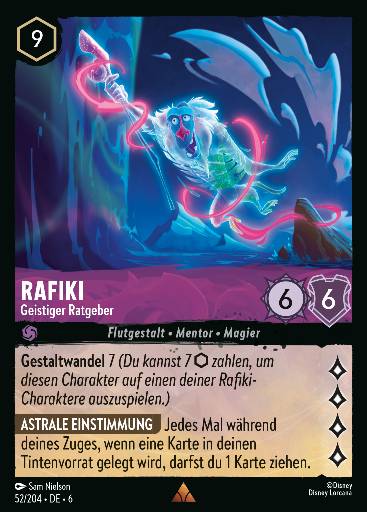 9
RAFIKI
Geistiger Ratgeber
6 6
Flutgestalt • Mentor • Magier
Gestaltwandel 7 (Du kannst 7 zahlen, um
diesen Charakter auf einen deiner Rafiki-
Charaktere auszuspielen.)
ASTRALE EINSTIMMUNG Jedes Mal während
deines Zuges, wenn eine Karte in deinen
Tintenvorrat gelegt wird, darfst du 1 Karte ziehen.
Sam Nielson
52/204 • DE • 6
©Disney
Disney Lorcana